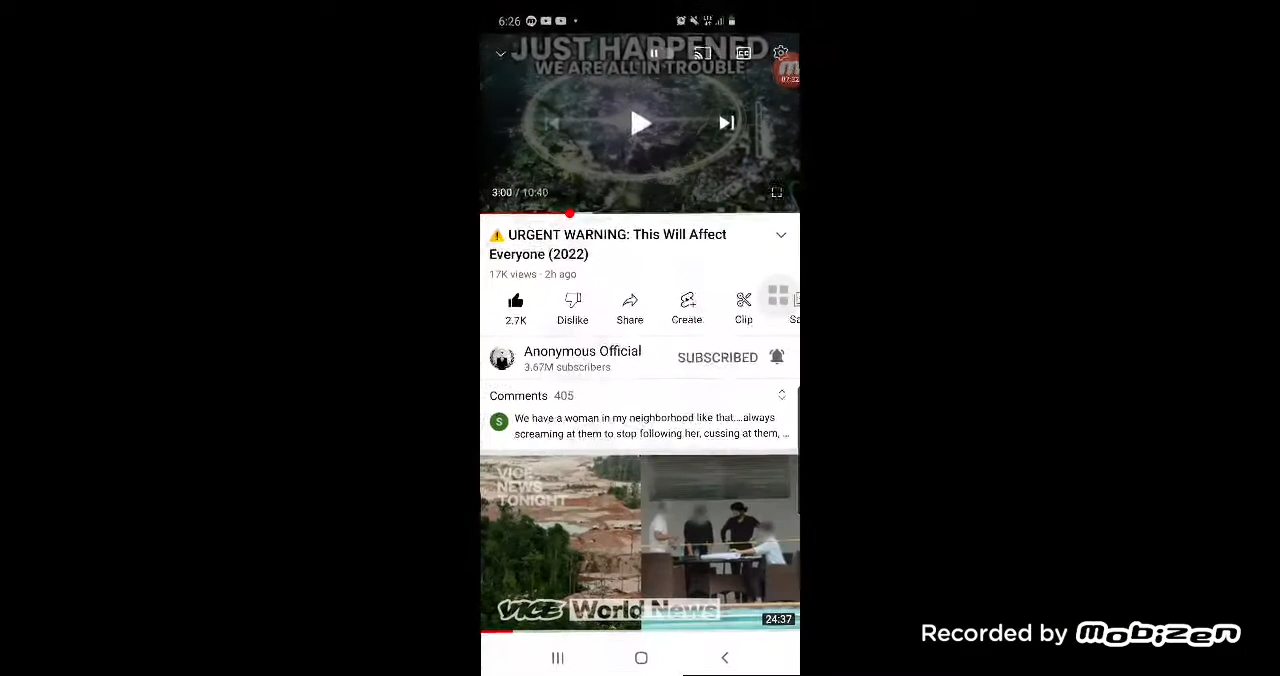 6:26
JUST HAPPENED
WE ARE ALL IN TROUBLE
CC
07:32
3:00 / 10:40
URGENT WARNING: This Will Affect
Everyone (2022)
17K views · 2h ago
2.7K Dislike Share Create Clip
Anonymous Official
3.67M subscribers
SUBSCRIBED
Comments 405
S
We have a woman in my neighborhood like that....always
screaming at them to stop following her, cussing at them, ...
VICE
NEWS
TONIGHT
VICE World News
24:37
Recorded by mobizen